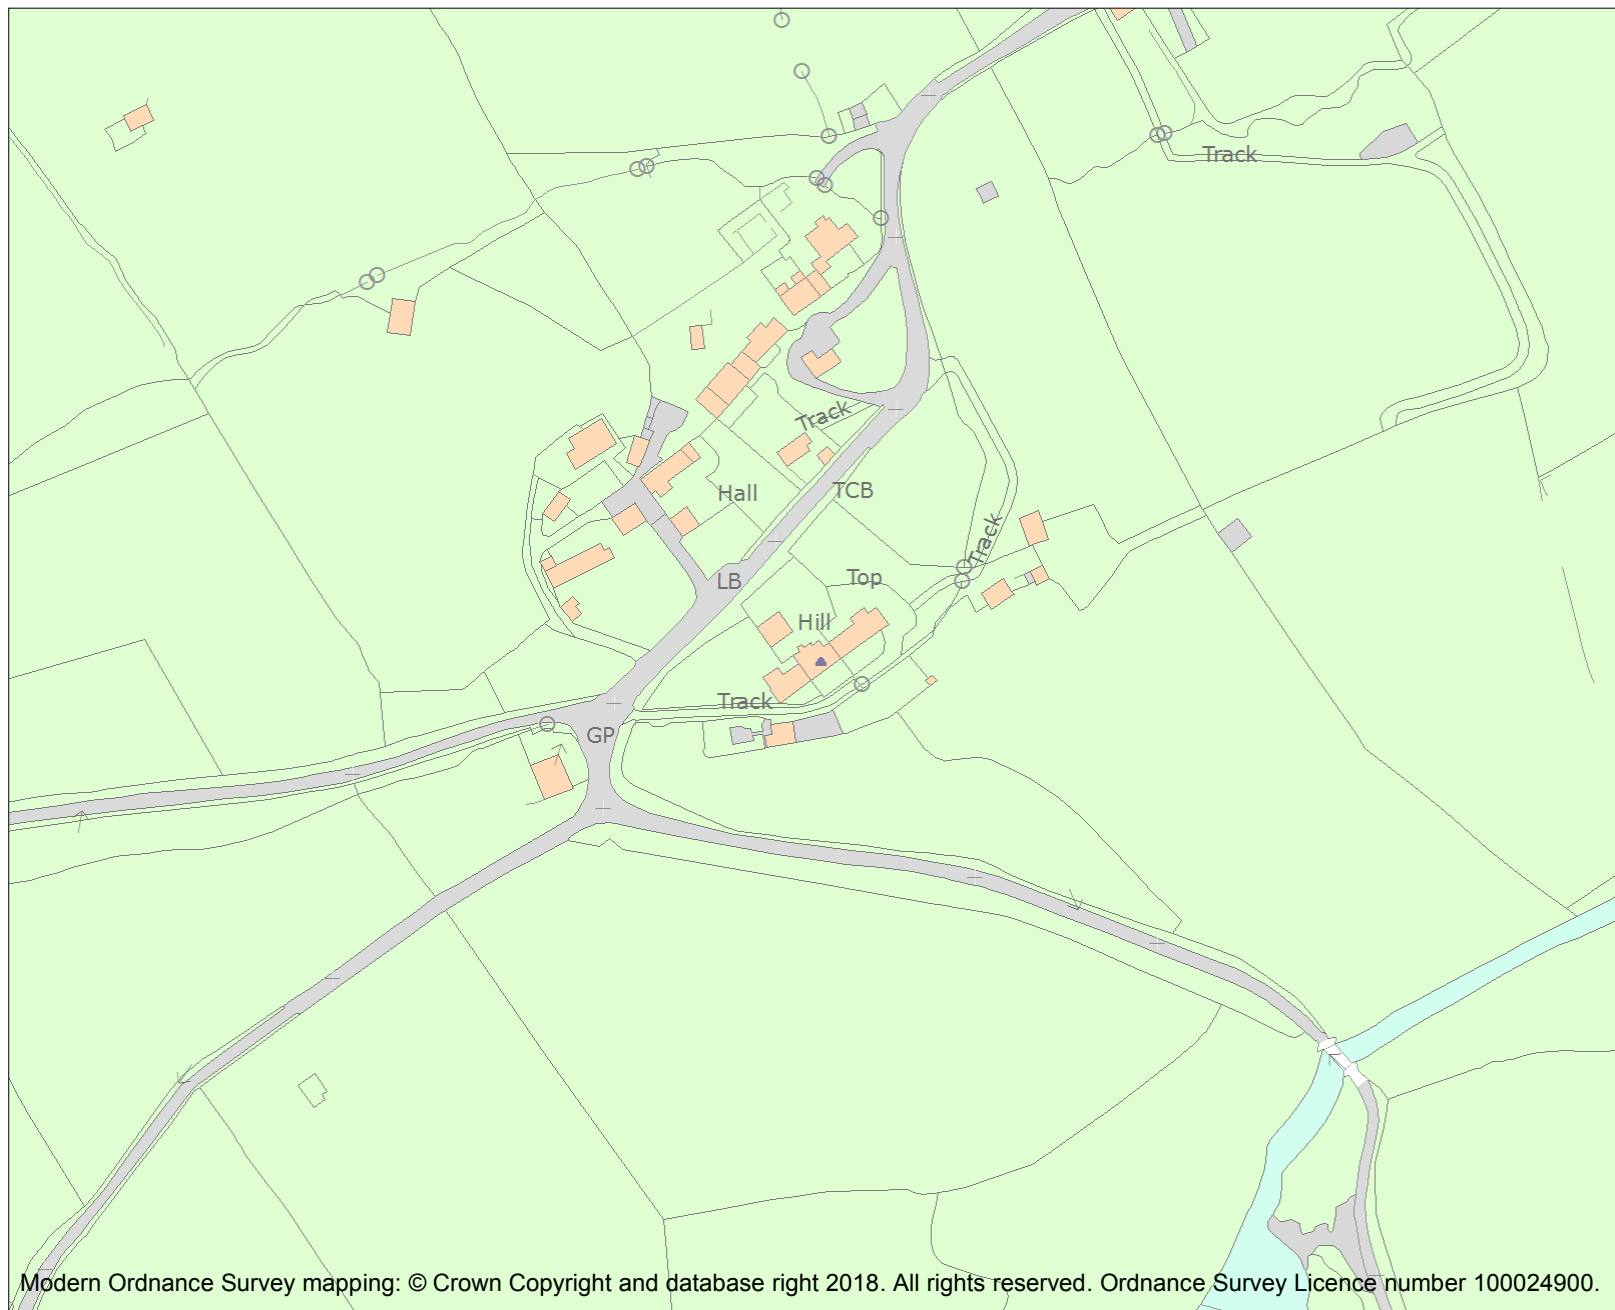 Track
Track
Hall
TCB
Track
LB
Top
Hill
Track
GP
Modern Ordnance Survey mapping: © Crown Copyright and database right 2018. All rights reserved. Ordnance Survey Licence number 100024900.